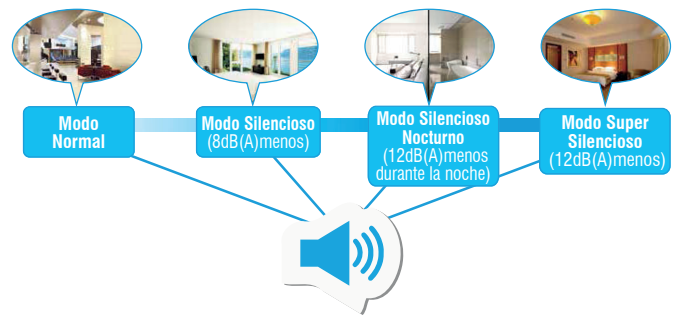 Modo
Normal
Modo Silencioso
(8dB(A)menos)
Modo Silencioso
Nocturno
(12dB(A)menos
durante la noche)
Modo Super
Silencioso
(12dB(A)menos)